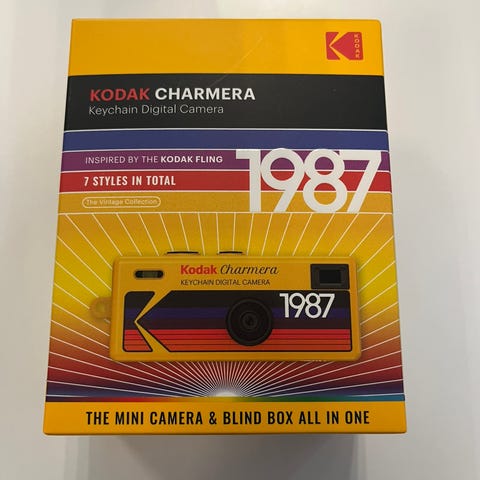 KODAK
KODAK CHARMERA
Keychain Digital Camera
INSPIRED BY THE KODAK FLING
1987
7 STYLES IN TOTAL
The Vintage Collection
Kodak Charmera
KEYCHAIN DIGITAL CAMERA
1987
THE MINI CAMERA & BLIND BOX ALL IN ONE